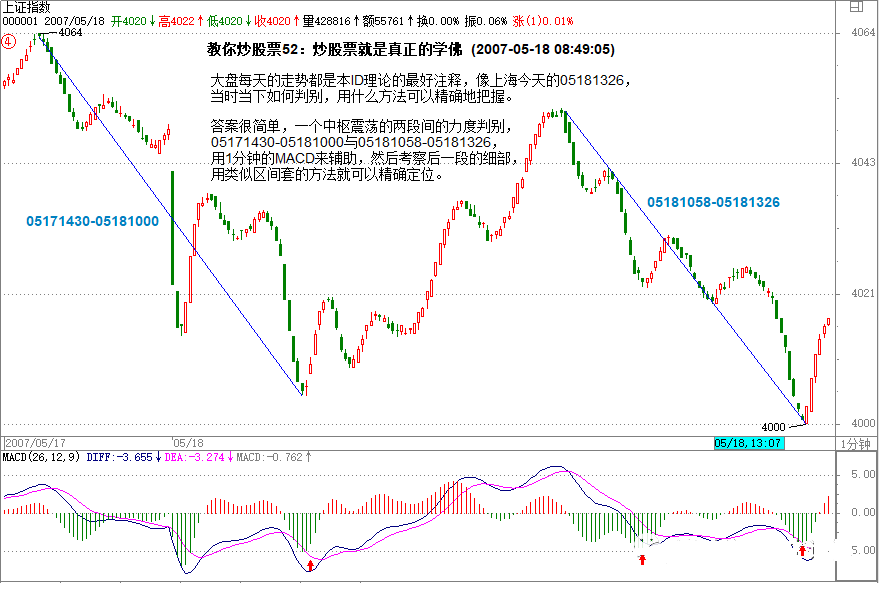 上证指数
000001 2007/05/18 开4020↓高4022↑低4020↓收4020↑量428816↑额55761↑换0.00% 振0.06% 涨(1)0.01%
④
4064
4064
教你炒股票52：炒股票就是真正的学佛 (2007-05-18 08:49:05)
大盘每天的走势都是本ID理论的最好注释，像上海今天的05181326，
当时当下如何判别，用什么方法可以精确地把握。
答案很简单，一个中枢震荡的两段间的力度判别，
05171430-05181000与05181058-05181326，
用1分钟的MACD来辅助，然后考察后一段的细部，
用类似区间套的方法就可以精确定位。
4043
05181058-05181326
05171430-05181000
4021
4000
4000
2007/05/17
05/18
05/18,13:07
1分钟
MACD(26,12,9) DIFF:-3.655↓DEA:-3.274↓MACD:-0.762↑
5.00
0.00
5.00